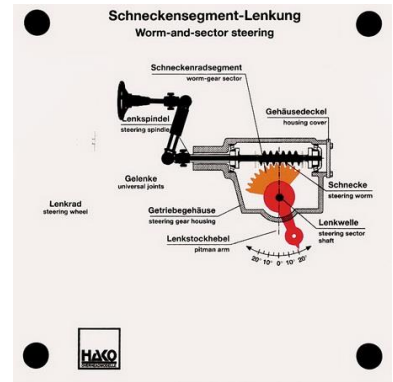 Schneckensegment-Lenkung
Worm-and-sector steering
Schneckenradsegment
worm-gear sector
Lenkspindel
steering spindle
Gehäusedeckel
housing cover
Gelenke
universal joints
Schnecke
steering worm
Lenkrad
steering wheel
Getriebegehäuse
steering gear housing
Lenkwelle
steering sector
shaft
Lenkstockhebel
pitman arm
20° 10° 0° 10° 20°
HAKO